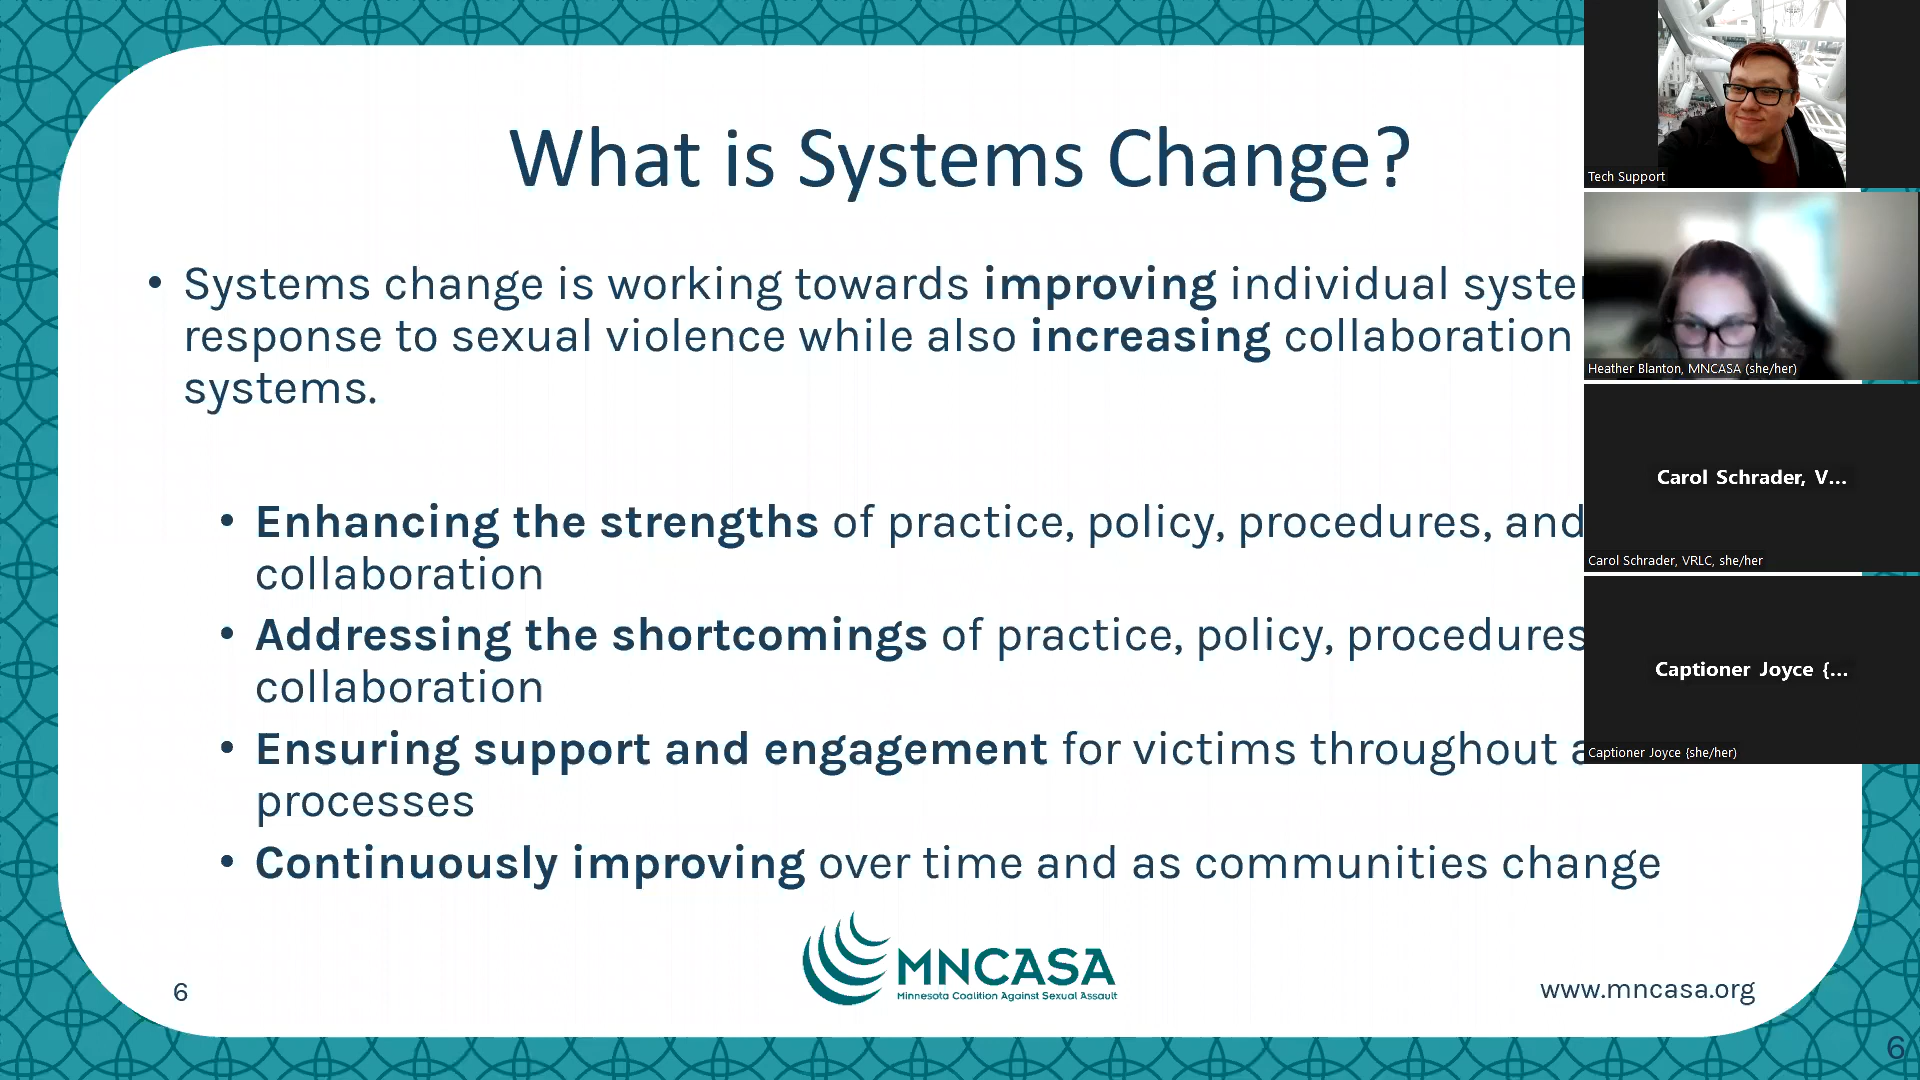 What is Systems Change?
• Systems change is working towards improving individual
response to sexual violence while also increasing collaboration
systems.
• Enhancing the strengths of practice, policy, procedures, and
collaboration
• Addressing the shortcomings of practice, policy, procedures
collaboration
• Ensuring support and engagement for victims throughout
processes
• Continuously improving over time and as communities change
6
MNCASA
Minnesota Coalition Against Sexual Assault
www.mncasa.org
6
Tech Support
Heather Blanton, MNCASA (she/her)
Carol Schrader, V...
Carol Schrader, VRLC, she/her
Captioner Joyce {...
Captioner Joyce {she/her)